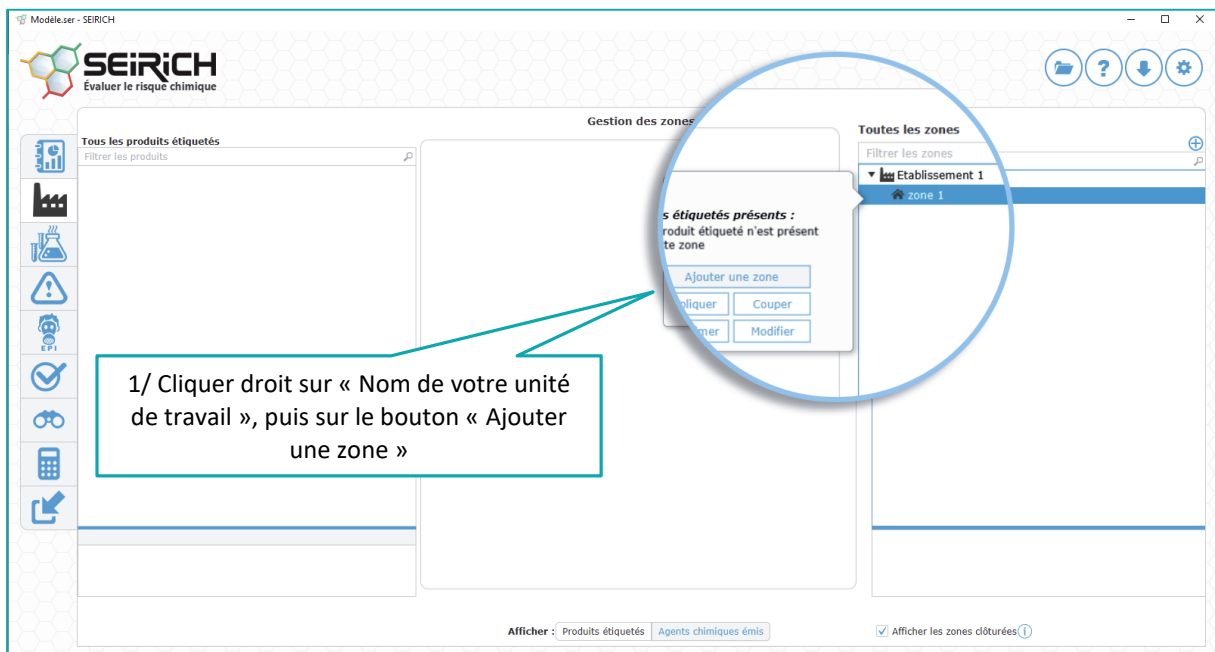 Modèle.ser - SEIRICH
SEiRiCH
Évaluer le risque chimique
Gestion des zones
Tous les produits étiquetés
Filtrer les produits
Toutes les zones
Filtrer les zones
Etablissement 1
zone 1
s étiquetés présents :
roduit étiqueté n'est présent
te zone
Ajouter une zone
pliquer Couper
mer Modifier
EPI
1/ Cliquer droit sur « Nom de votre unité
de travail », puis sur le bouton « Ajouter
une zone »
Afficher : Produits étiquetés Agents chimiques émis
Afficher les zones clôturées